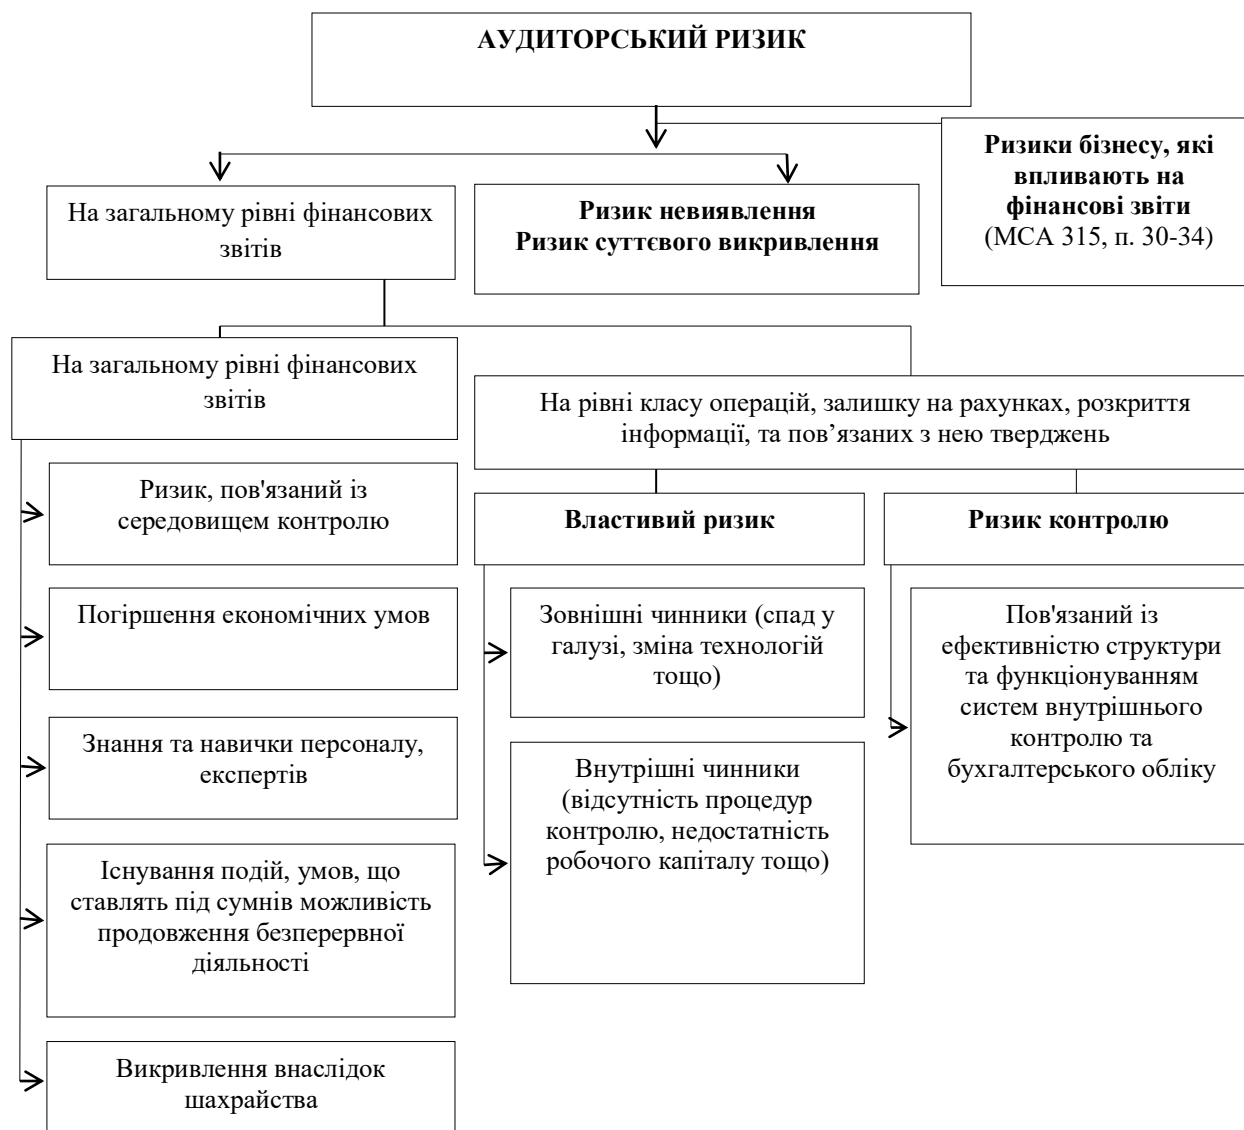 АУДИТОРСЬКИЙ РИЗИК
Ризики бізнесу, які
впливають на
фінансові звіти
(МСА 315, п. 30-34)
На загальному рівні фінансових
звітів
Ризик невиявлення
Ризик суттєвого викривлення
На загальному рівні фінансових
звітів
На рівні класу операцій, залишку на рахунках, розкриття
інформації, та пов’язаних з нею тверджень
Ризик, пов'язаний із
середовищем контролю
Погіршення економічних умов
Знання та навички персоналу,
експертів
Існування подій, умов, що
ставлять під сумнів можливість
продовження безперервної
діяльності
Викривлення внаслідок
шахрайства
Властивий ризик
Зовнішні чинники (спад у
галузі, зміна технологій
тощо)
Внутрішні чинники
(відсутність процедур
контролю, недостатність
робочого капіталу тощо)
Ризик контролю
Пов'язаний із
ефективністю структури
та функціонуванням
систем внутрішнього
контролю та
бухгалтерського обліку